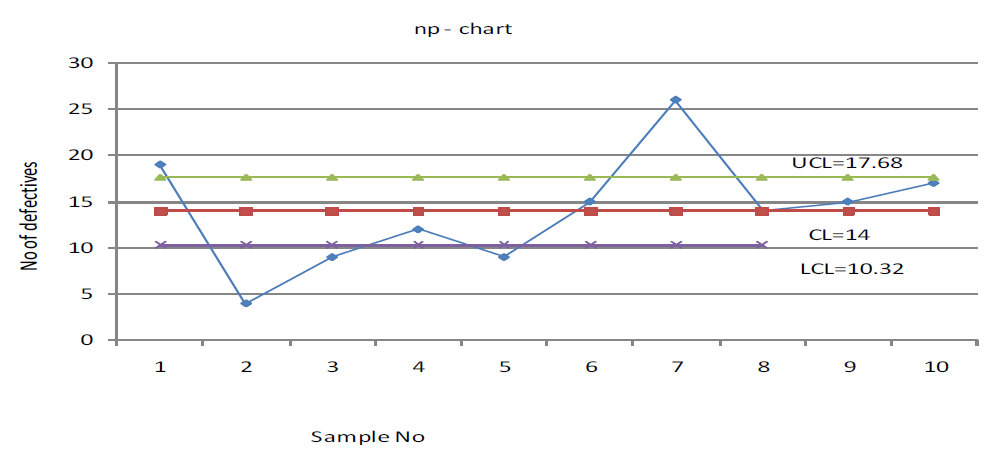 np - chart
No of defectives
30
25
20
15
10
5
0
UCL=17.68
CL=14
LCL=10.32
1 2 3 4 5 6 7 8 9 10
Sample No